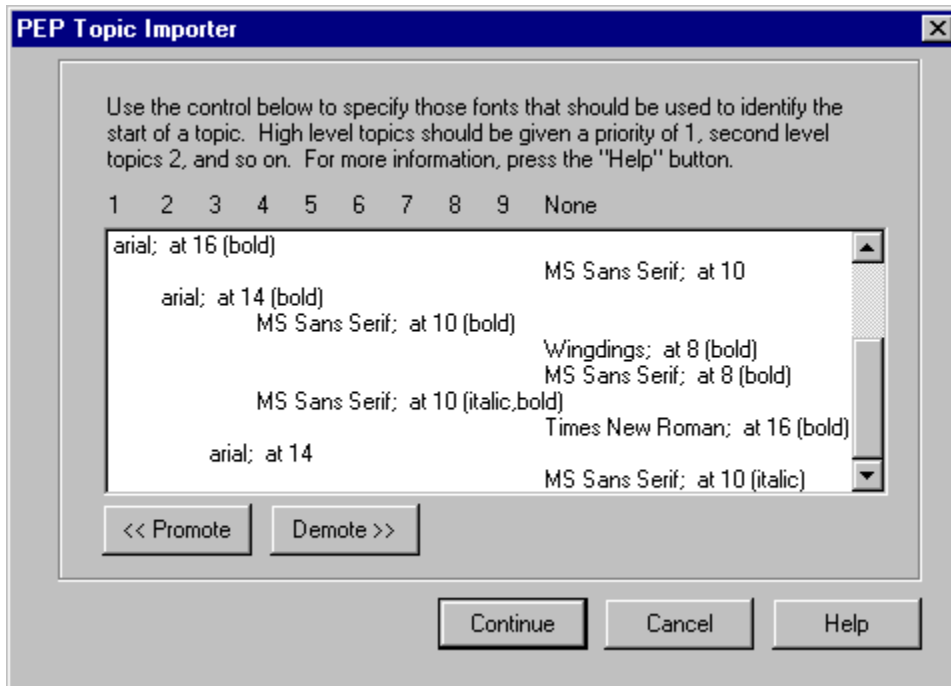 PEP Topic Importer
Use the control below to specify those fonts that should be used to identify the
start of a topic.  High level topics should be given a priority of 1, second level
topics 2, and so on.  For more information, press the "Help" button.
1 2 3 4 5 6 7 8 9 None
arial;  at 16 (bold)
MS Sans Serif;  at 10
arial;  at 14 (bold)
MS Sans Serif;  at 10 (bold)
Wingdings;  at 8 (bold)
MS Sans Serif;  at 8 (bold)
MS Sans Serif;  at 10 (italic,bold)
Times New Roman;  at 16 (bold)
arial;  at 14
MS Sans Serif;  at 10 (italic)
<< Promote Demote >>
Continue Cancel Help